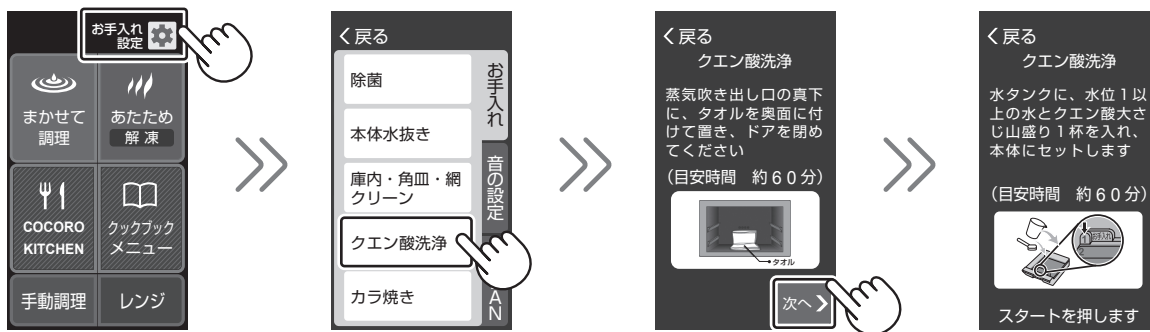 お手入れ
設定
まかせて
調理
あたため
解凍
COCORO
KITCHEN
クックブック
メニュー
手動調理
レンジ
戻る
除菌
本体水抜き
庫内・角皿・網
クリーン
クエン酸洗浄
カラ焼き
お手入れ
音の設定
AN
戻る
クエン酸洗浄
蒸気吹き出し口の真下
に、タオルを奥面に付
けて置き、ドアを閉め
てください
(目安時間 約60分)
タオル
次へ
戻る
クエン酸洗浄
水タンクに、水位1以
上の水とクエン酸大さ
じ山盛り1杯を入れ、
本体にセットします
(目安時間 約60分)
お手入れ
スタートを押します